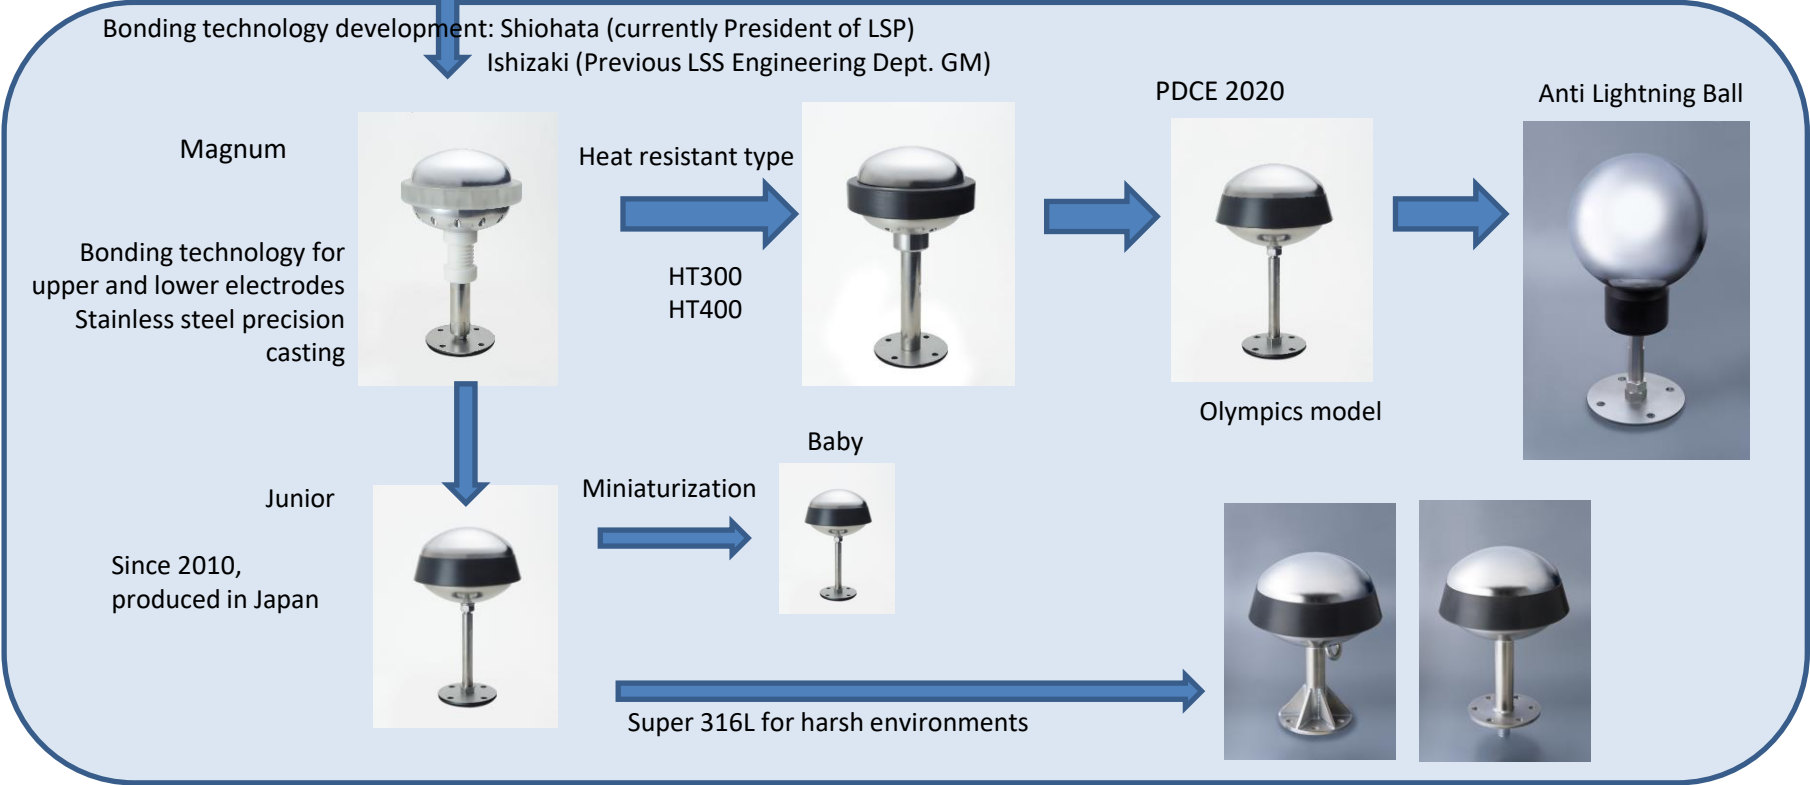 Bonding technology development: Shiohata (currently President of LSP)
Ishizaki (Previous LSS Engineering Dept. GM)
PDCE 2020
Anti Lightning Ball
Magnum
Heat resistant type
Bonding technology for
upper and lower electrodes
Stainless steel precision
casting
HT300
HT400
Olympics model
Baby
Junior
Miniaturization
Since 2010,
produced in Japan
Super 316L for harsh environments